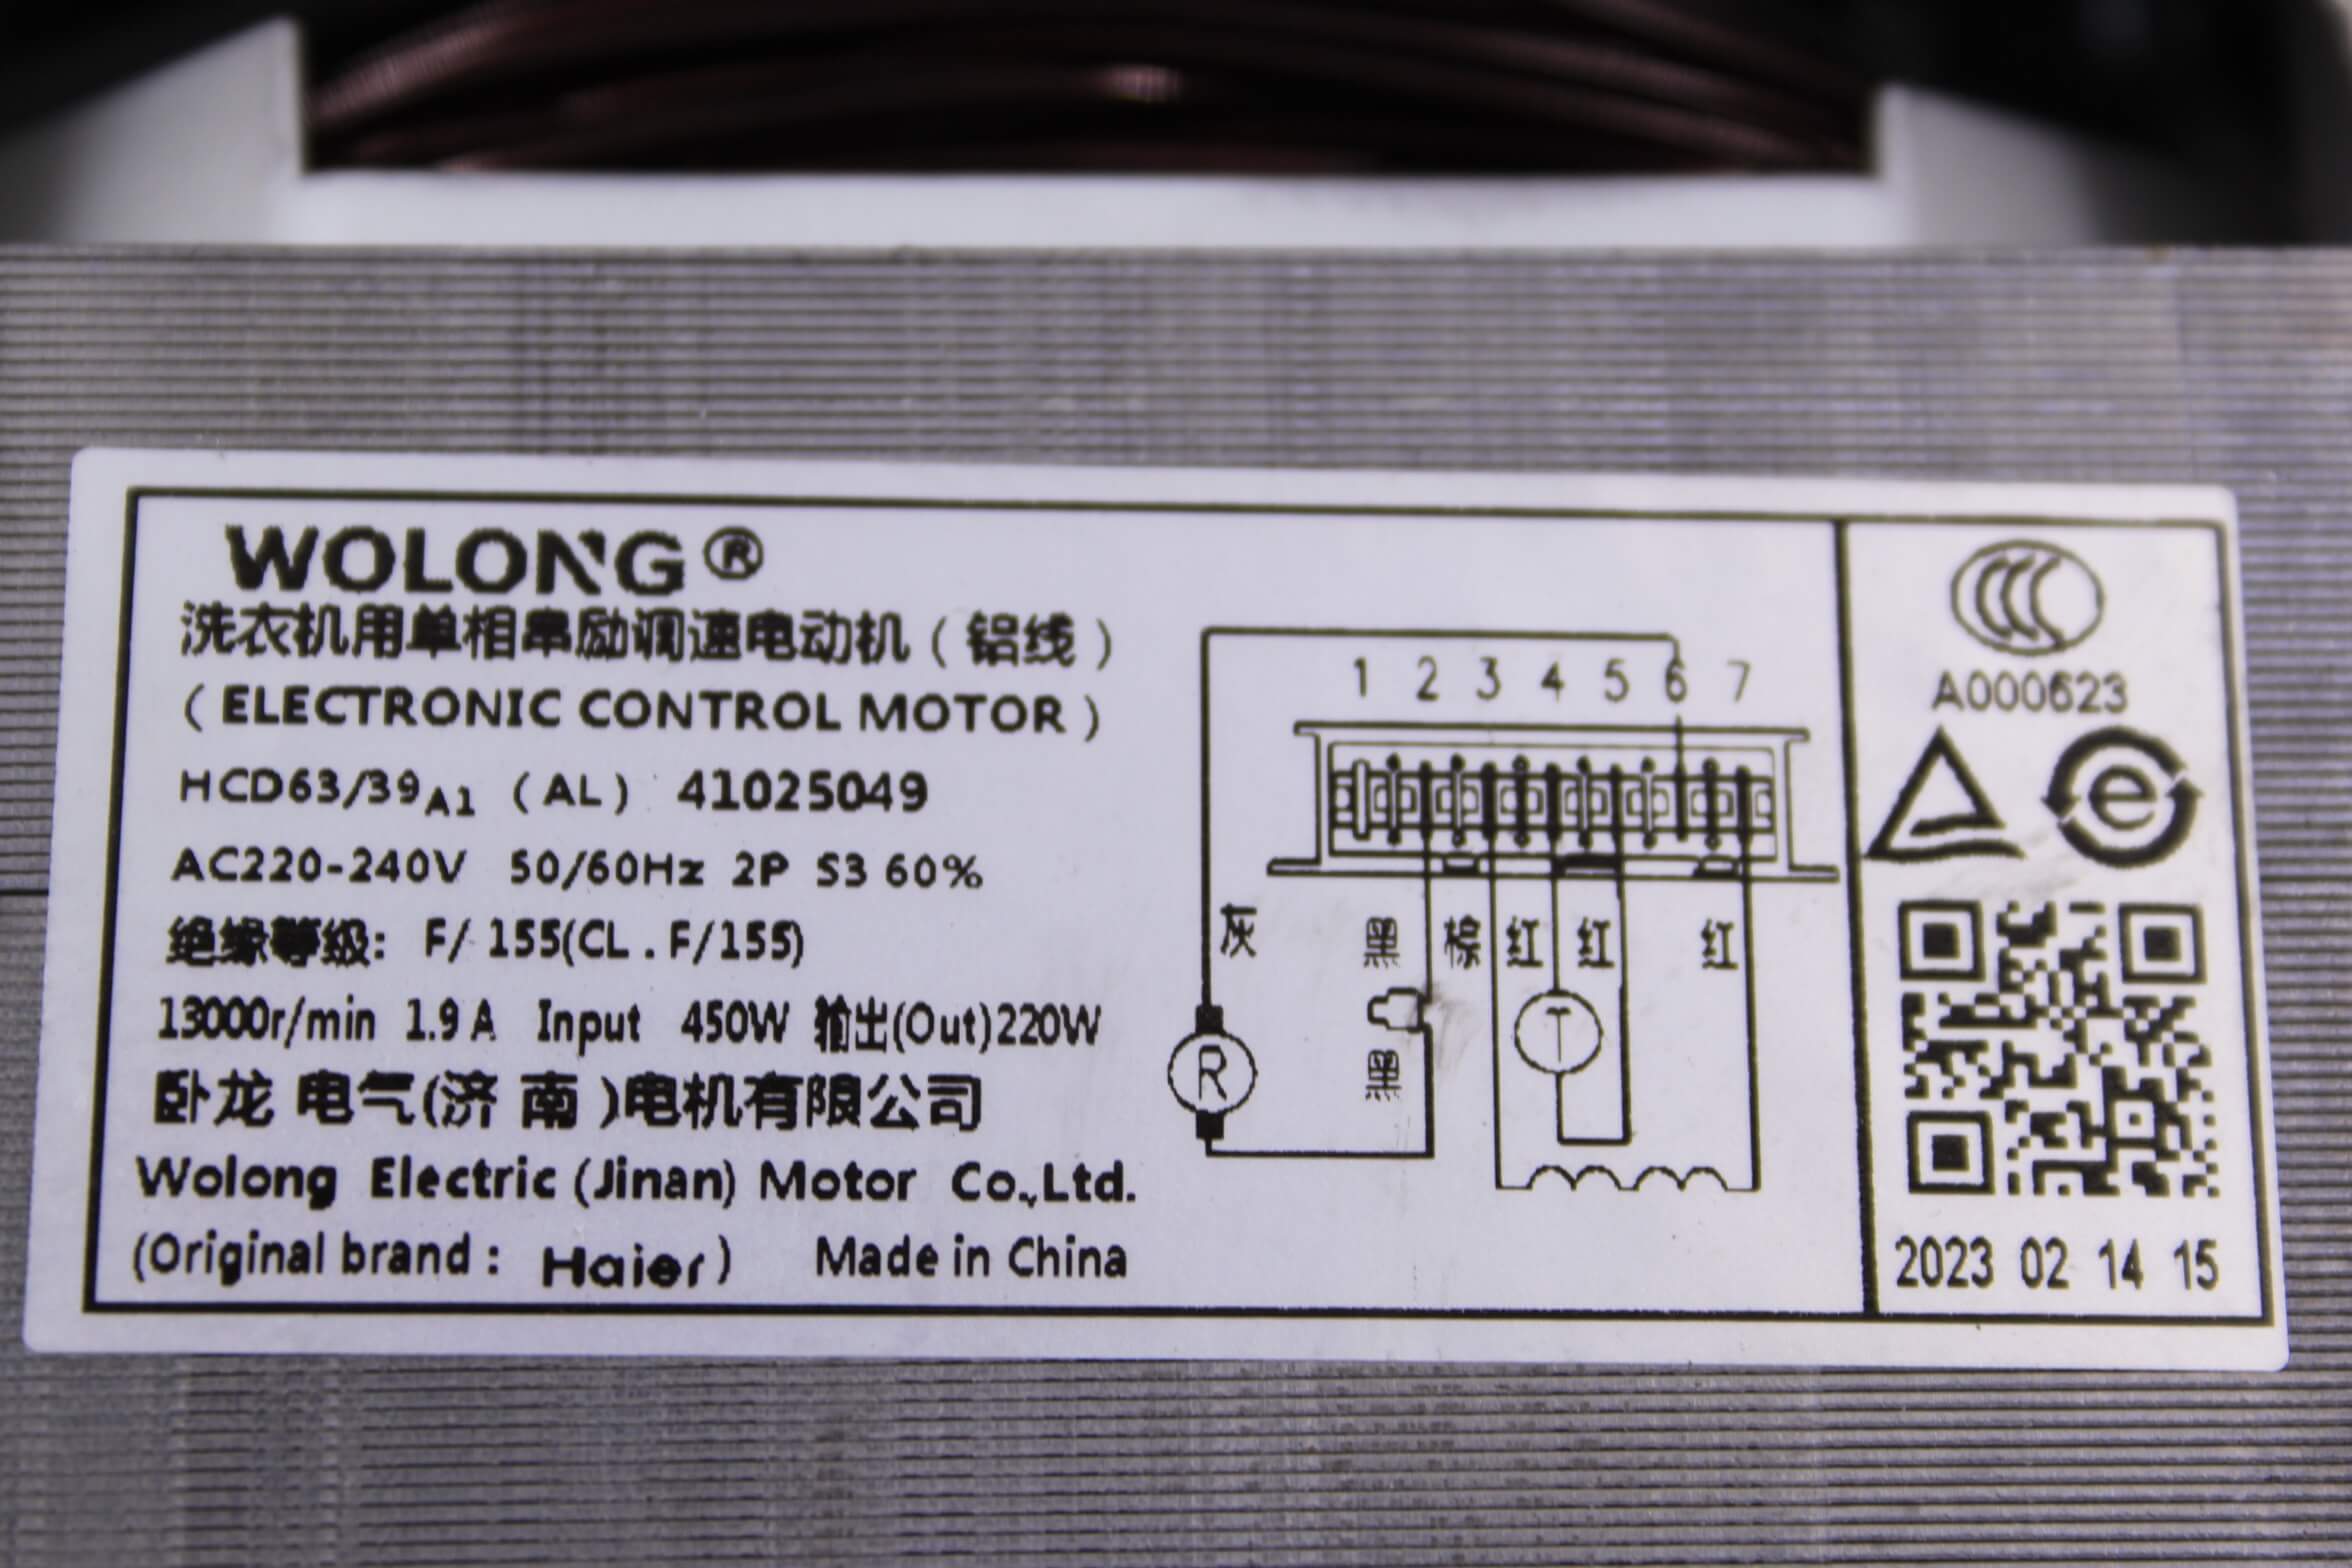 WOLONG®
洗衣机用单相串励调速电动机（铝线）
（ELECTRONIC CONTROL MOTOR）
HCD63/39A1 （AL） 41025049
AC220-240V 50/60Hz 2P S3 60%
绝缘等级: F/ 155(CL . F/155)
13000r/min 1.9A Input 450W 输出(Out)220W
卧龙 电气(济 南 )电机有限公司
Wolong Electric (Jinan) Motor Co.,Ltd.
(Original brand : Haier) Made in China
1 2 3 4 5 6 7
灰 黑 棕 红 红 红
黑
R
T
CCC
A000623
e
2023 02 14 15